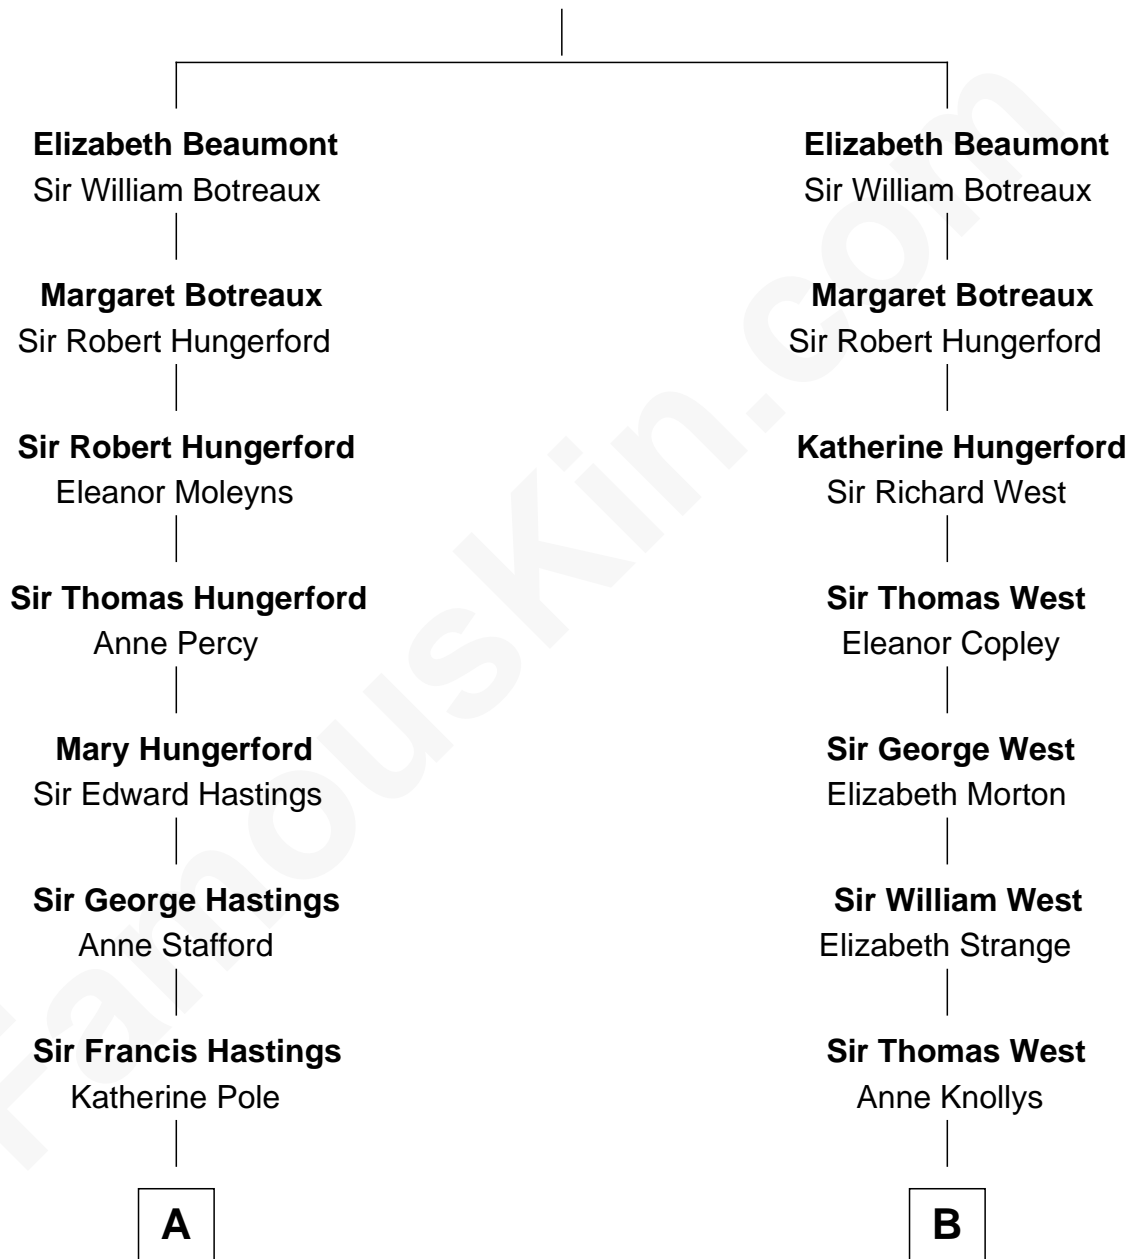 Elizabeth Beaumont
Sir William Botreaux
Margaret Botreaux
Sir Robert Hungerford
Sir Robert Hungerford
Eleanor Moleyns
Sir Thomas Hungerford
Anne Percy
Mary Hungerford
Sir Edward Hastings
Sir George Hastings
Anne Stafford
Sir Francis Hastings
Katherine Pole
A
Elizabeth Beaumont
Sir William Botreaux
Margaret Botreaux
Sir Robert Hungerford
Katherine Hungerford
Sir Richard West
Sir Thomas West
Eleanor Copley
Sir George West
Elizabeth Morton
Sir William West
Elizabeth Strange
Sir Thomas West
Anne Knollys
B
FamousKin.com